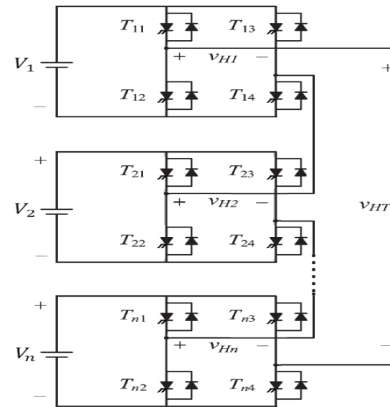 T11 T13
+
V1
+ vH1 −
+
T12 T14
−
+
T21 T23
V2
+ vH2 −
vHT
T22 T24
−
+
Tn1 Tn3
Vn
+ vHn −
−
Tn2 Tn4
−